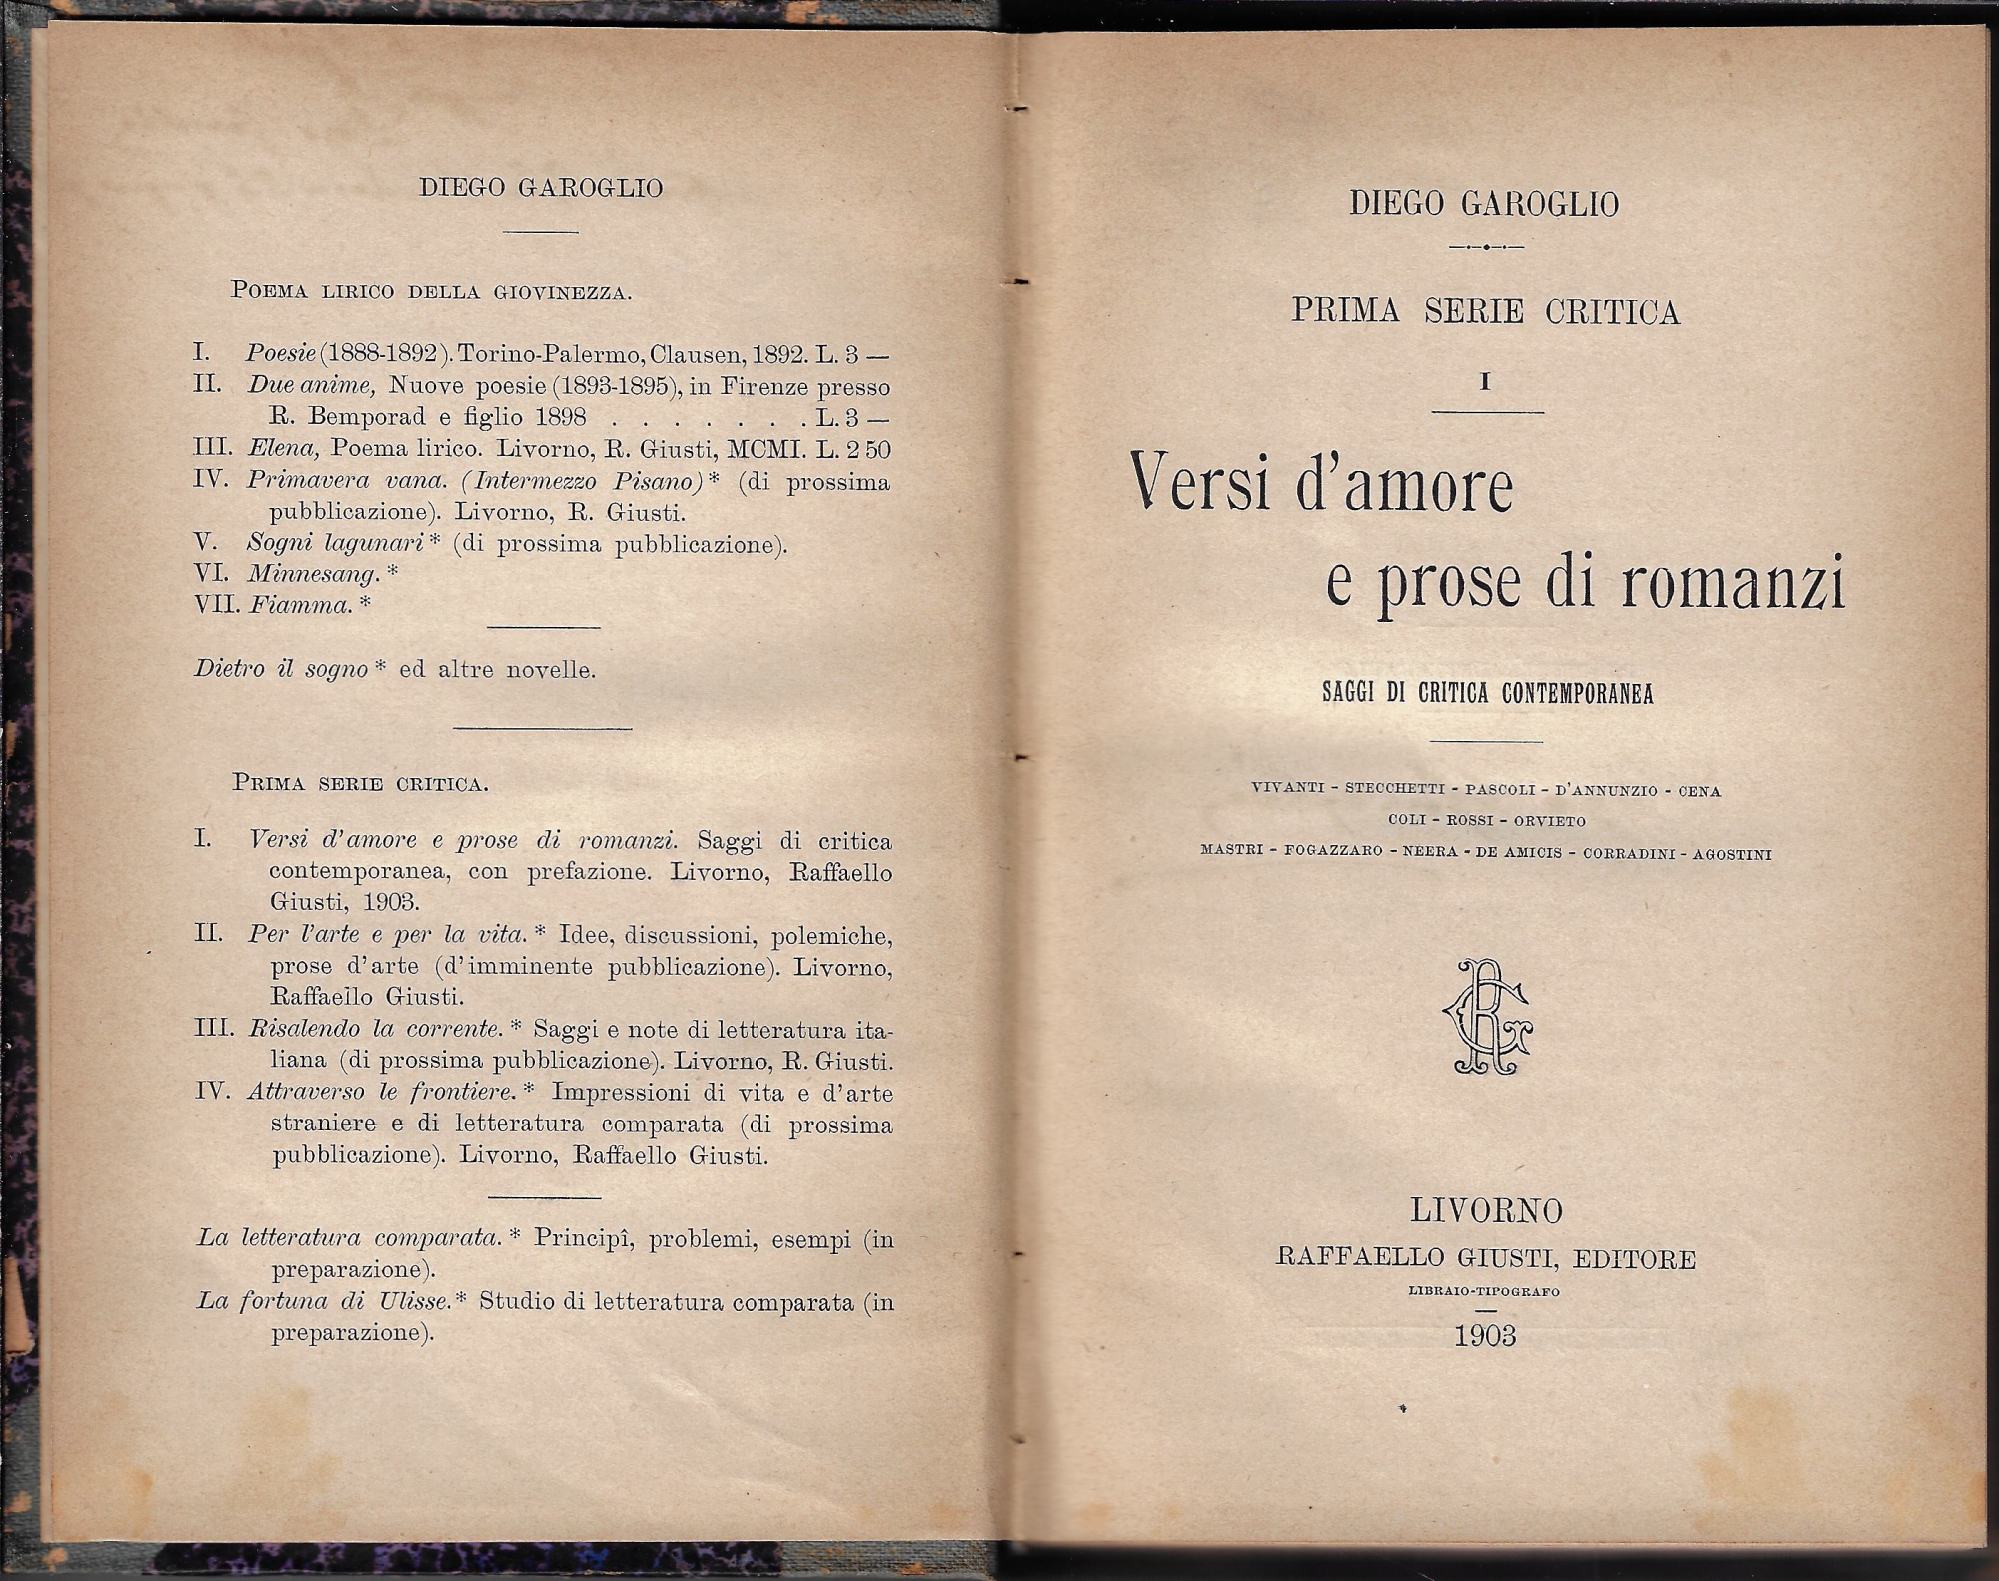 DIEGO GAROGLIO
POEMA LIRICO DELLA GIOVINEZZA.
I. Poesie (1888-1892). Torino-Palermo, Clausen, 1892. L. 3 —
II. Due anime, Nuove poesie (1893-1895), in Firenze presso
R. Bemporad e figlio 1898 . . . . . . . L. 3 —
III. Elena, Poema lirico. Livorno, R. Giusti, MCMI. L. 2 50
IV. Primavera vana. (Intermezzo Pisano) * (di prossima
pubblicazione). Livorno, R. Giusti.
V. Sogni lagunari * (di prossima pubblicazione).
VI. Minnesang. *
VII. Fiamma. *
Dietro il sogno * ed altre novelle.
PRIMA SERIE CRITICA.
I. Versi d'amore e prose di romanzi. Saggi di critica
contemporanea, con prefazione. Livorno, Raffaello
Giusti, 1903.
II. Per l'arte e per la vita. * Idee, discussioni, polemiche,
prose d'arte (d'imminente pubblicazione). Livorno,
Raffaello Giusti.
III. Risalendo la corrente. * Saggi e note di letteratura ita-
liana (di prossima pubblicazione). Livorno, R. Giusti.
IV. Attraverso le frontiere. * Impressioni di vita e d'arte
straniere e di letteratura comparata (di prossima
pubblicazione). Livorno, Raffaello Giusti.
La letteratura comparata. * Principî, problemi, esempi (in
preparazione).
La fortuna di Ulisse. * Studio di letteratura comparata (in
preparazione).
DIEGO GAROGLIO
PRIMA SERIE CRITICA
I
Versi d'amore
e prose di romanzi
SAGGI DI CRITICA CONTEMPORANEA
VIVANTI - STECCHETTI - PASCOLI - D'ANNUNZIO - CENA
COLI - ROSSI - ORVIETO
MASTRI - FOGAZZARO - NEERA - DE AMICIS - CORRADINI - AGOSTINI
RG
LIVORNO
RAFFAELLO GIUSTI, EDITORE
LIBRAIO-TIPOGRAFO
1903